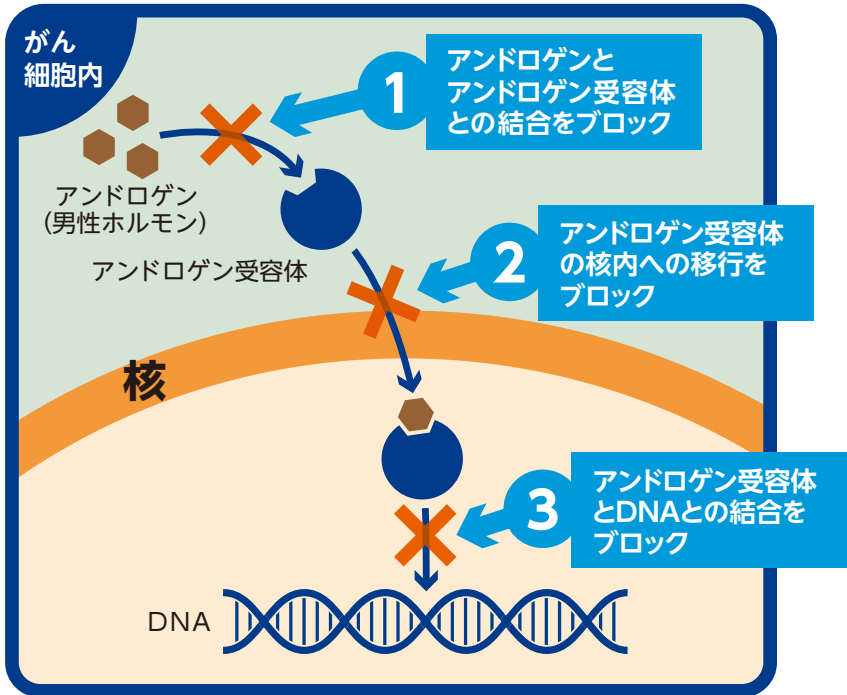 がん
細胞内
1
アンドロゲンと
アンドロゲン受容体
との結合をブロック
アンドロゲン
(男性ホルモン)
アンドロゲン受容体
2
アンドロゲン受容体
の核内への移行を
ブロック
核
3
アンドロゲン受容体
とDNAとの結合を
ブロック
DNA